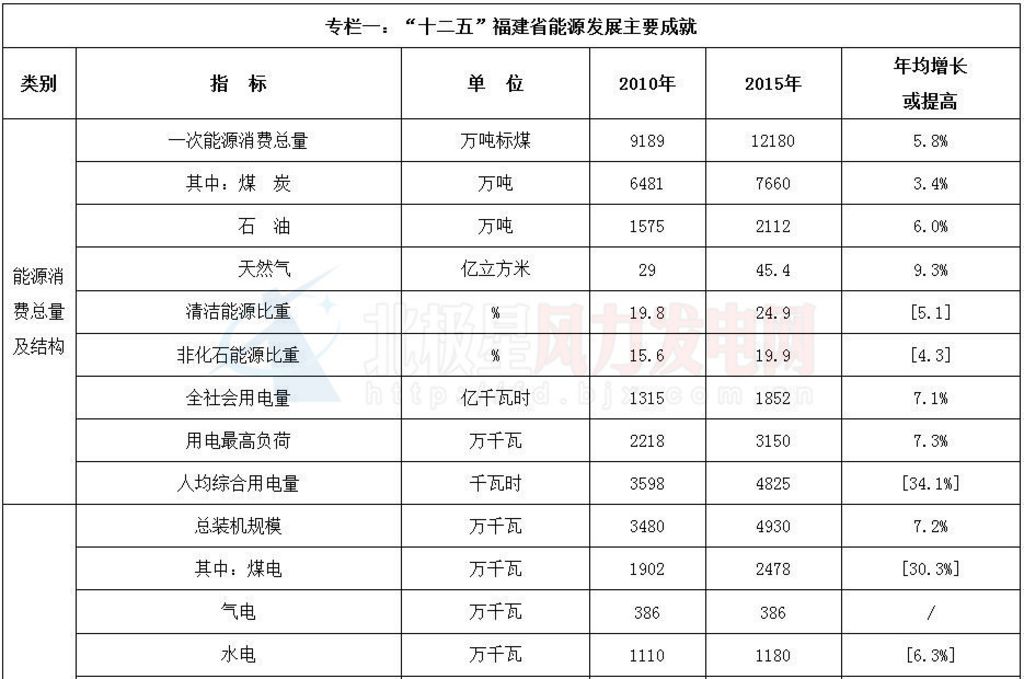 专栏一：“十二五”福建省能源发展主要成就
类别 指 标 单 位 2010年 2015年 年均增长
或提高
能源消
费总量
及结构
一次能源消费总量 万吨标煤 9189 12180 5.8%
其中：煤 炭 万吨 6481 7660 3.4%
石 油 万吨 1575 2112 6.0%
天然气 亿立方米 29 45.4 9.3%
清洁能源比重 % 19.8 24.9 [5.1]
非化石能源比重 % 15.6 19.9 [4.3]
全社会用电量 亿千瓦时 1315 1852 7.1%
用电最高负荷 万千瓦 2218 3150 7.3%
人均综合用电量 千瓦时 3598 4825 [34.1%]
总装机规模 万千瓦 3480 4930 7.2%
其中：煤电 万千瓦 1902 2478 [30.3%]
气电 万千瓦 386 386 /
水电 万千瓦 1110 1180 [6.3%]
北极星风力发电网
https://fd.bjx.com.cn